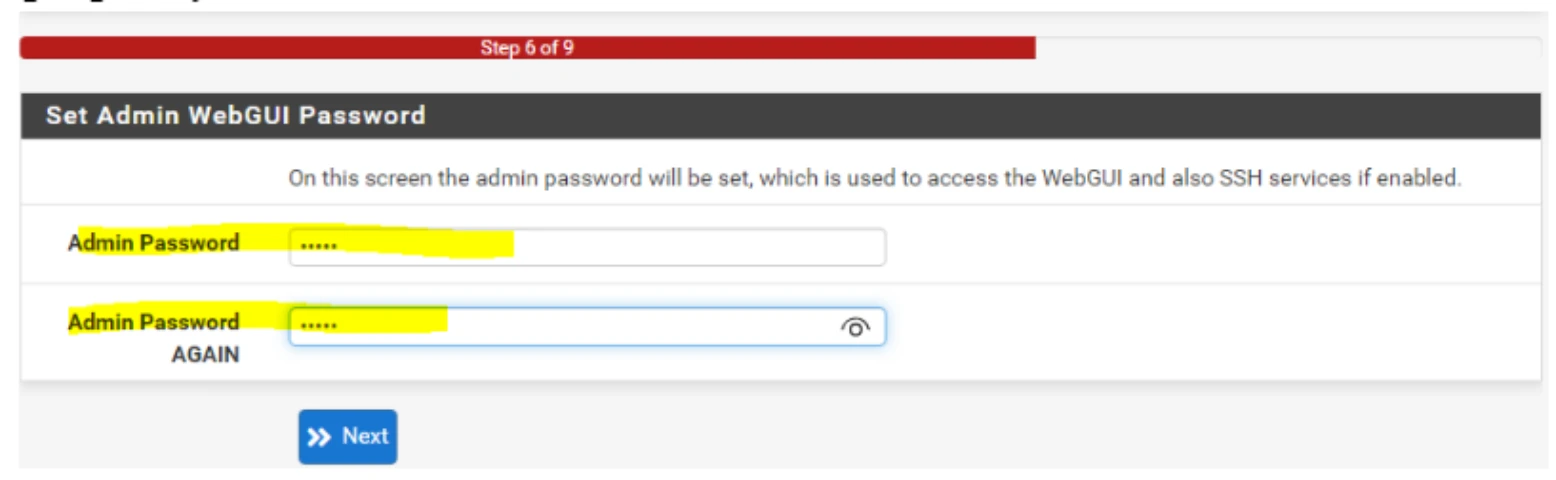 Step 6 of 9
Set Admin WebGUI Password
On this screen the admin password will be set, which is used to access the WebGUI and also SSH services if enabled.
Admin Password •••••
Admin Password •••••
AGAIN
Next